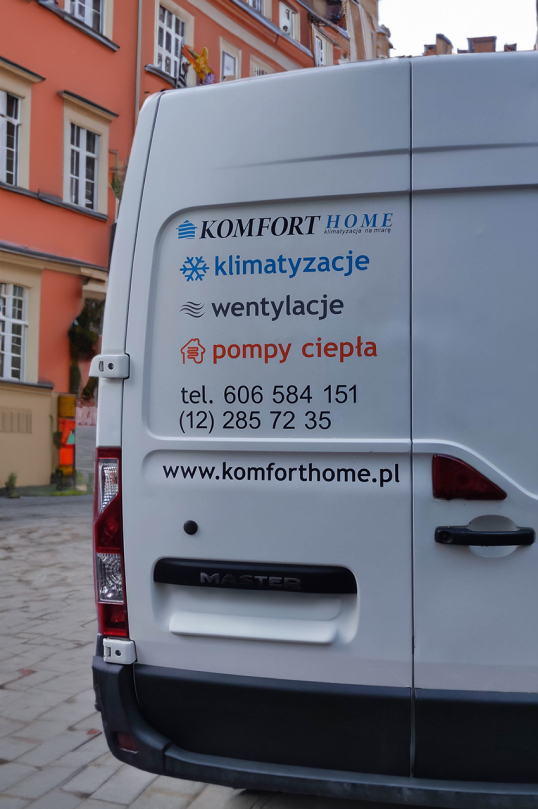 KOMFORT HOME
klimatyzacja na miarę
klimatyzacje
wentylacje
pompy ciepła
tel. 606 584 151
(12) 285 72 35
www.komforthome.pl
MASTER